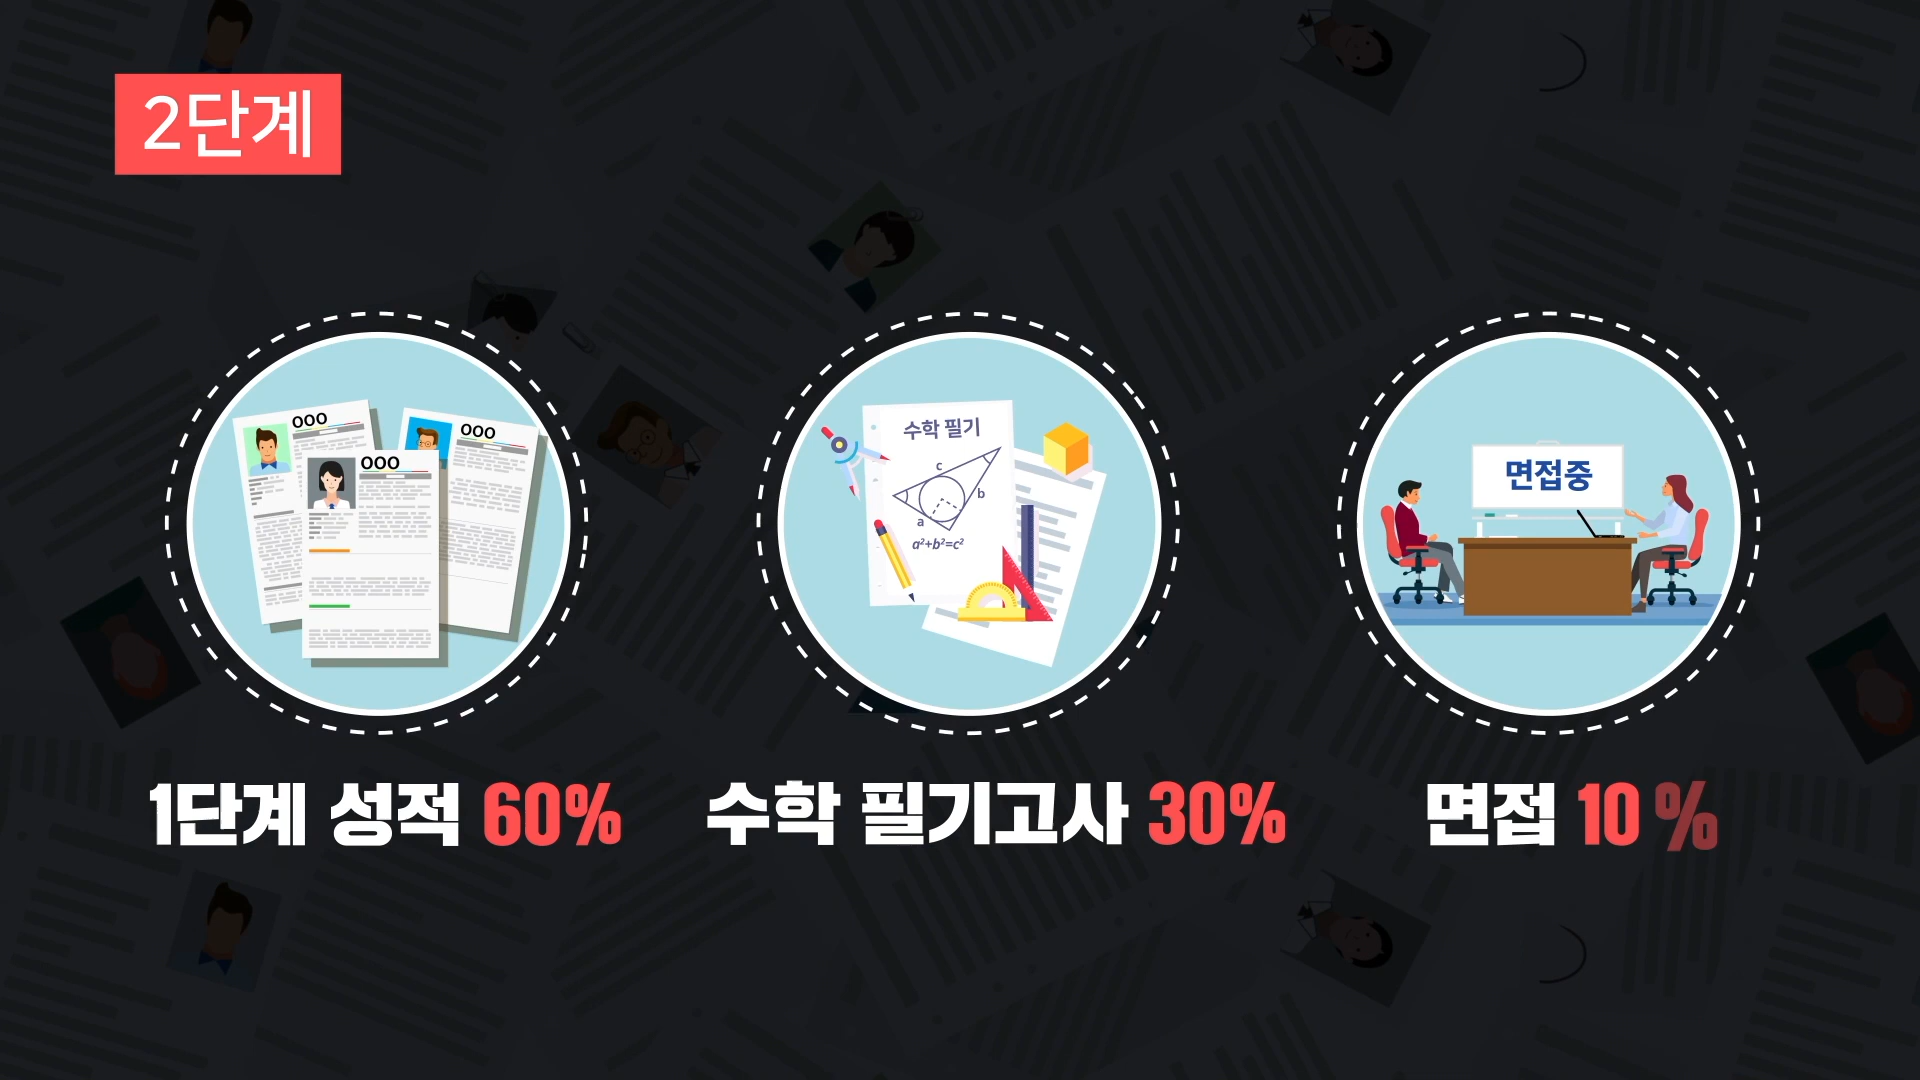 2단계
OOO
OOO
OOO
수학 필기
c
b
a
a²+b²=c²
면접중
1단계 성적 60%
수학 필기고사 30%
면접 10%